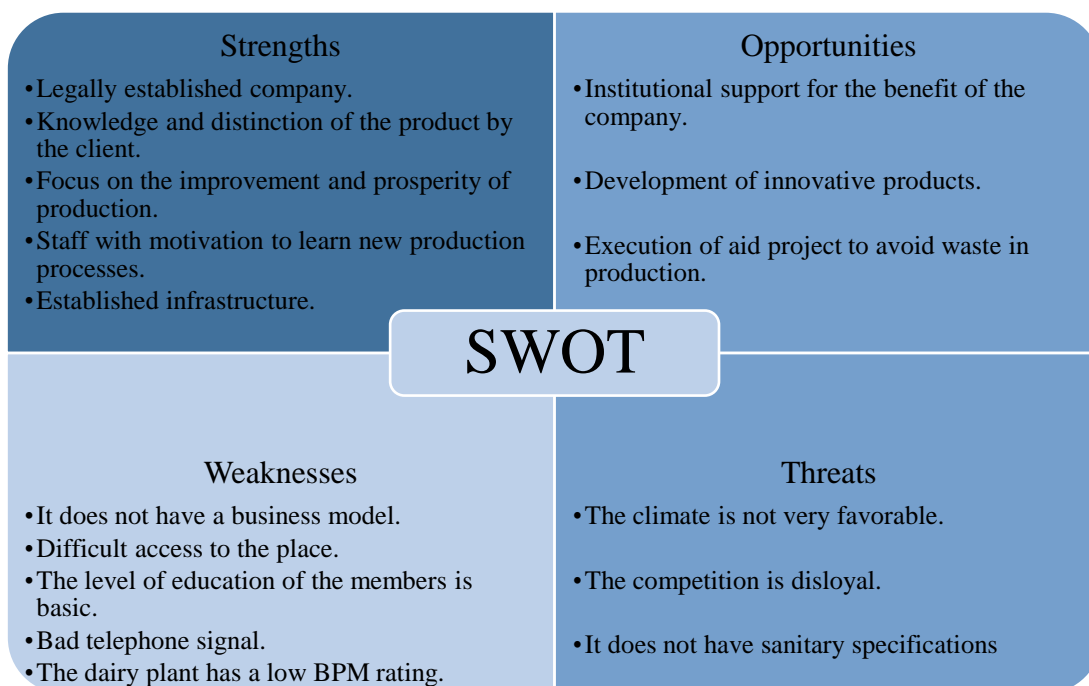 Strengths
•Legally established company.
•Knowledge and distinction of the product by
the client.
•Focus on the improvement and prosperity of
production.
•Staff with motivation to learn new production
processes.
•Established infrastructure.
Opportunities
•Institutional support for the benefit of the
company.
•Development of innovative products.
•Execution of aid project to avoid waste in
production.
SWOT
Weaknesses
•It does not have a business model.
•Difficult access to the place.
•The level of education of the members is
basic.
•Bad telephone signal.
•The dairy plant has a low BPM rating.
Threats
•The climate is not very favorable.
•The competition is disloyal.
•It does not have sanitary specifications